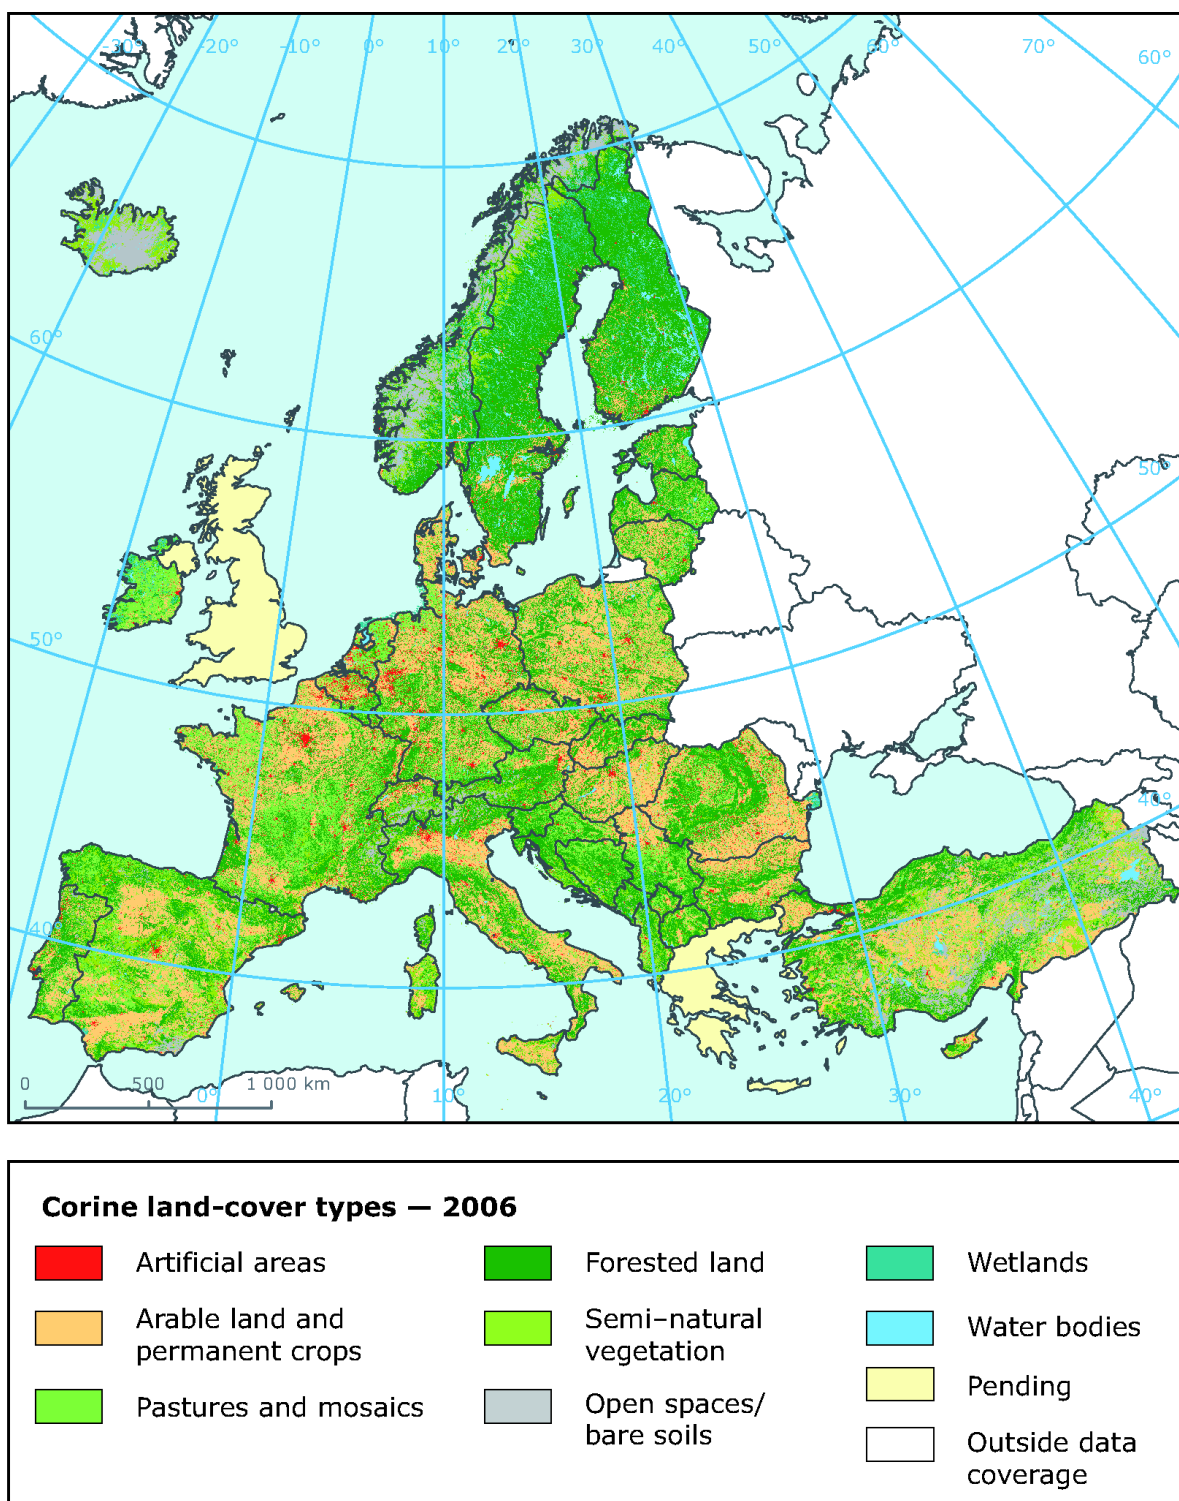 -30° -20° -10° 0° 10° 20° 30° 40° 50° 60° 70° 60°
60°
50°
50°
40°
40°
0 500 1 000 km
0° 10° 20° 30° 40°
Corine land-cover types — 2006
Artificial areas
Arable land and
permanent crops
Pastures and mosaics
Forested land
Semi–natural
vegetation
Open spaces/
bare soils
Wetlands
Water bodies
Pending
Outside data
coverage